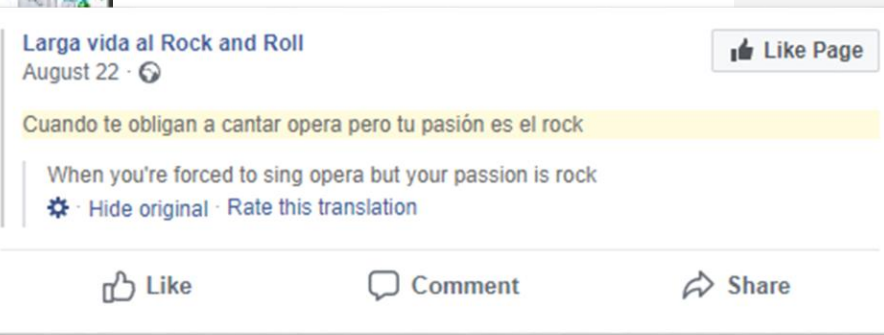 Larga vida al Rock and Roll
Like Page
August 22 ·
Cuando te obligan a cantar opera pero tu pasión es el rock
When you're forced to sing opera but your passion is rock
· Hide original · Rate this translation
Like Comment Share